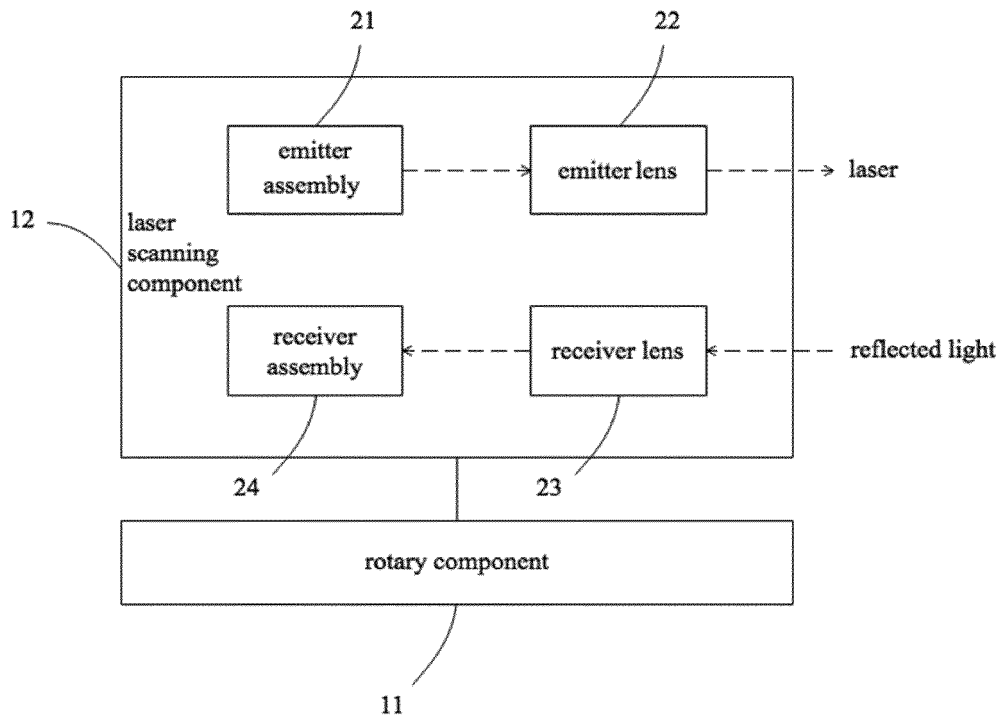 21
22
emitter
assembly
emitter lens
laser
12
laser
scanning
component
receiver
assembly
receiver lens
reflected light
24
23
rotary component
11